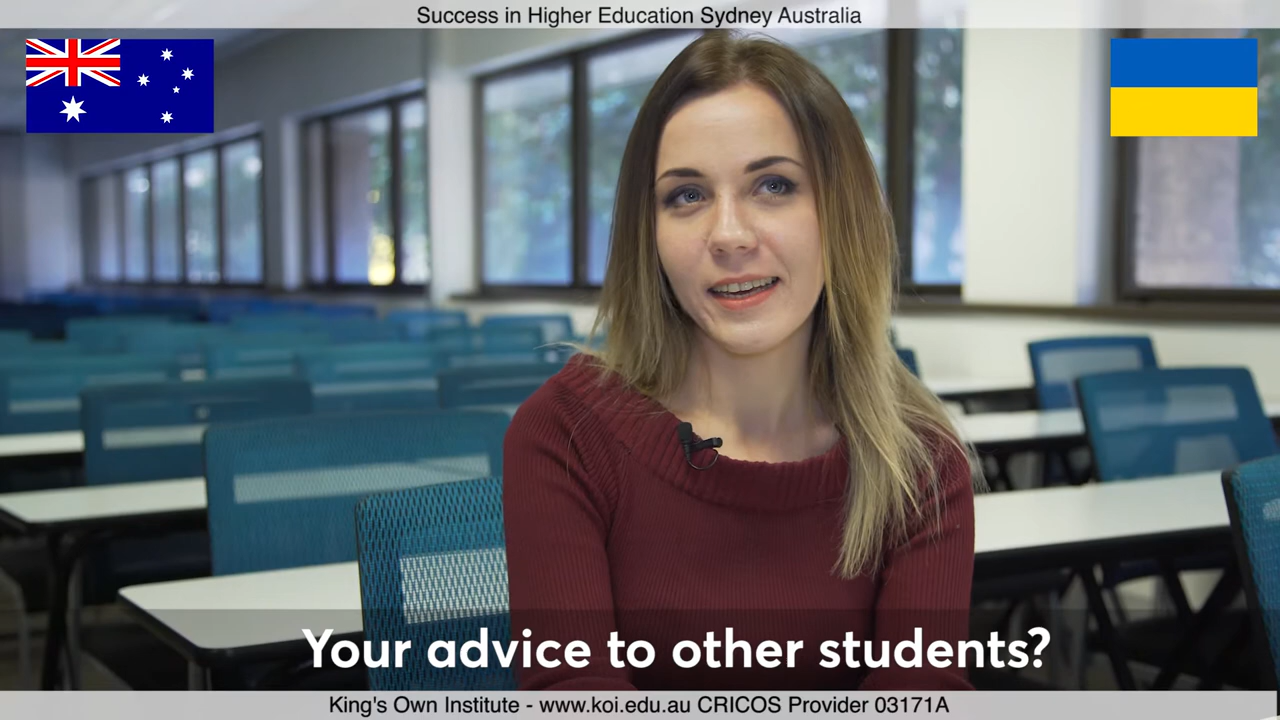 Success in Higher Education Sydney Australia
Your advice to other students?
King's Own Institute - www.koi.edu.au CRICOS Provider 03171A